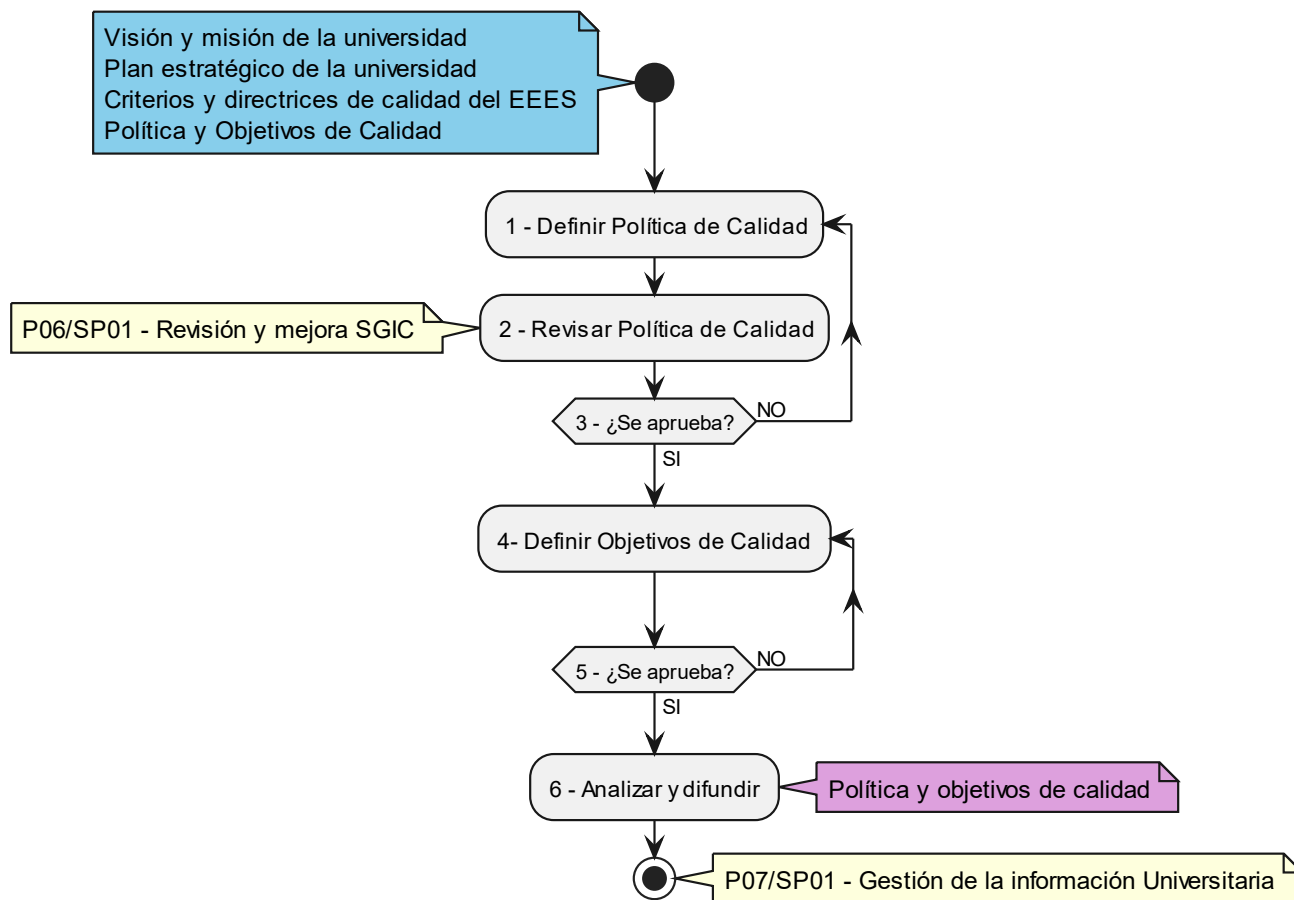 Visión y misión de la universidad
Plan estratégico de la universidad
Criterios y directrices de calidad del EEES
Política y Objetivos de Calidad
1 - Definir Política de Calidad
P06/SP01 - Revisión y mejora SGIC
2 - Revisar Política de Calidad
3 - ¿Se aprueba?
NO
SI
4- Definir Objetivos de Calidad
5 - ¿Se aprueba?
NO
SI
6 - Analizar y difundir
Política y objetivos de calidad
P07/SP01 - Gestión de la información Universitaria